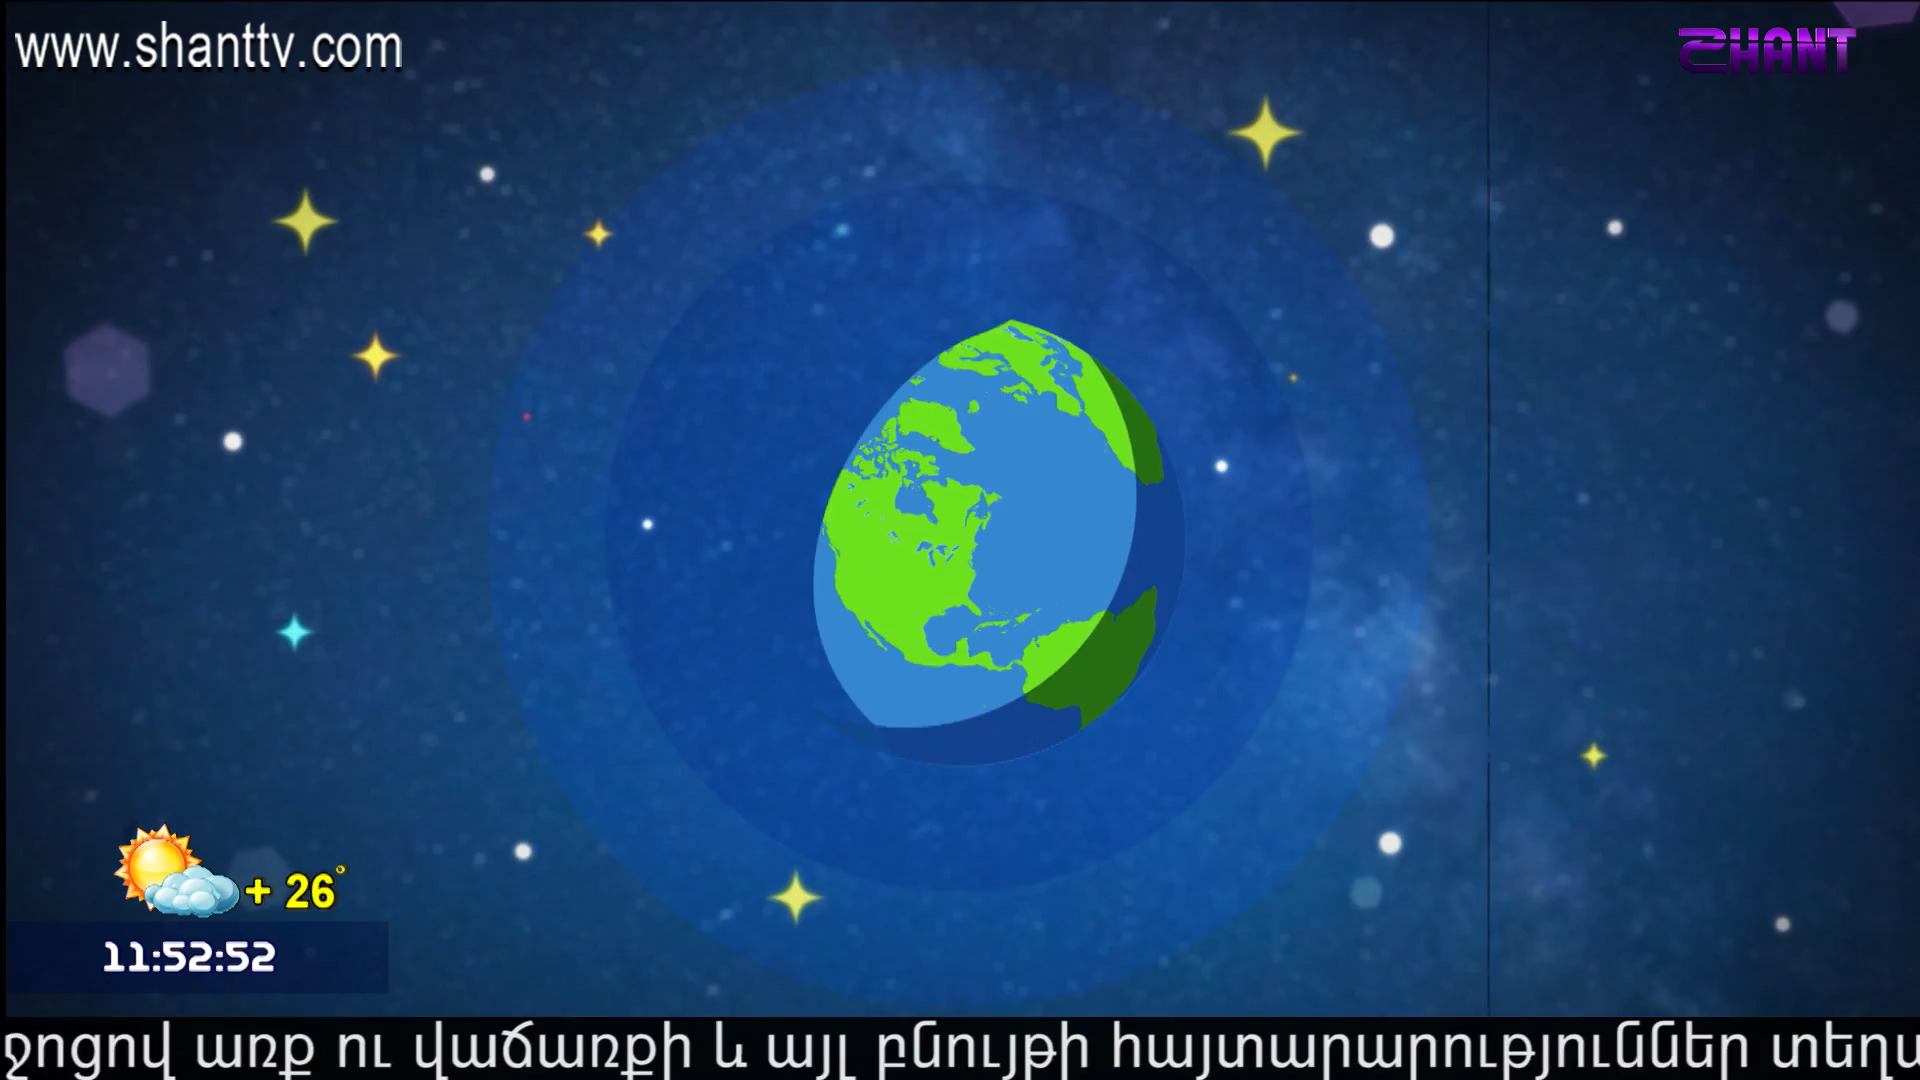 www.shanttv.com
SHANT
+ 26°
11:52:52
ջոցով առք ու վաճառքի և այլ բնույթի հայտարարություններ տեղա